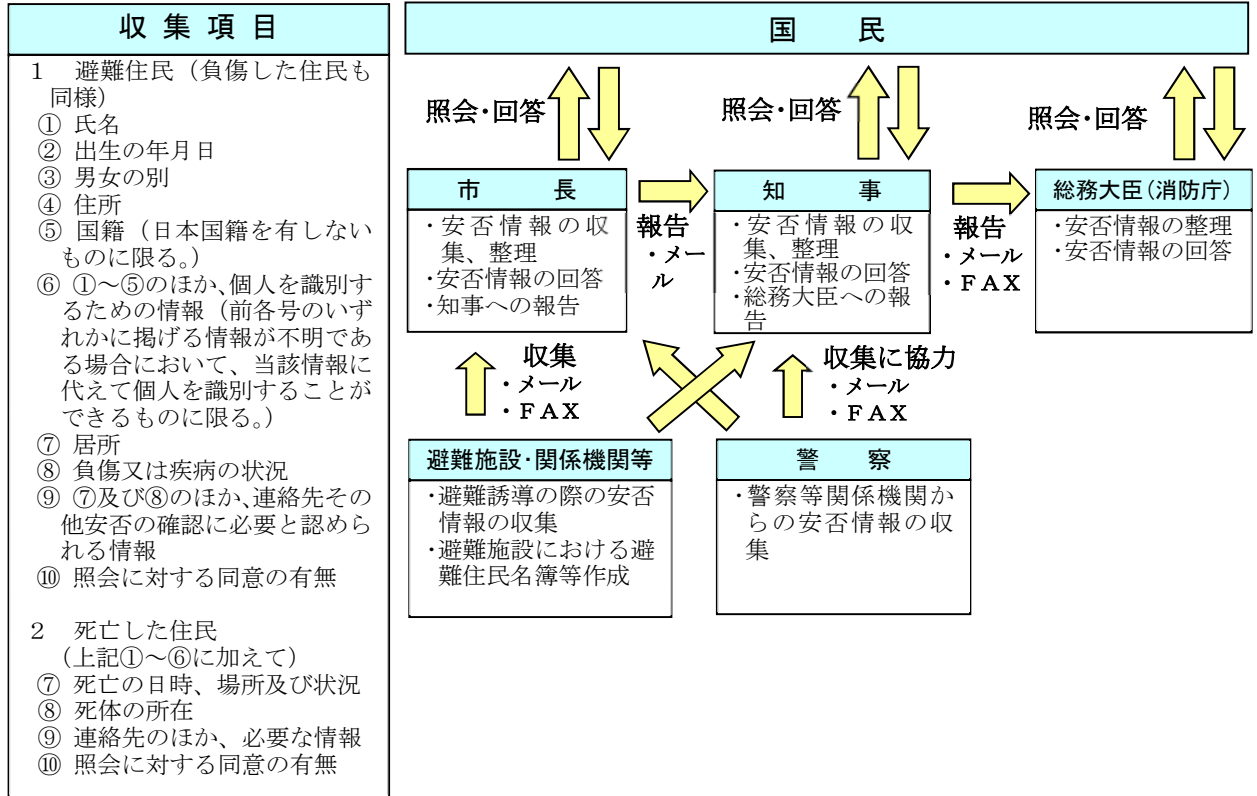 収集項目
1 避難住民（負傷した住民も
同様）
① 氏名
② 出生の年月日
③ 男女の別
④ 住所
⑤ 国籍（日本国籍を有しない
ものに限る。）
⑥ ①～⑤のほか、個人を識別す
るための情報（前各号のいず
れかに掲げる情報が不明であ
る場合において、当該情報に
代えて個人を識別することが
できるものに限る。）
⑦ 居所
⑧ 負傷又は疾病の状況
⑨ ⑦及び⑧のほか、連絡先その
他安否の確認に必要と認めら
れる情報
⑩ 照会に対する同意の有無
2 死亡した住民
（上記①～⑥に加えて）
⑦ 死亡の日時、場所及び状況
⑧ 死体の所在
⑨ 連絡先のほか、必要な情報
⑩ 照会に対する同意の有無
国 民
照会・回答
照会・回答
照会・回答
市 長
・安否情報の収
集、整理
・安否情報の回答
・知事への報告
報告
・メー
ル
知 事
・安否情報の収
集、整理
・安否情報の回答
・総務大臣への報
告
報告
・メール
・ＦＡＸ
総務大臣（消防庁）
・安否情報の整理
・安否情報の回答
収集
・メール
・ＦＡＸ
収集に協力
・メール
・ＦＡＸ
避難施設・関係機関等
・避難誘導の際の安否
情報の収集
・避難施設における避
難住民名簿等作成
警 察
・警察等関係機関か
らの安否情報の収
集